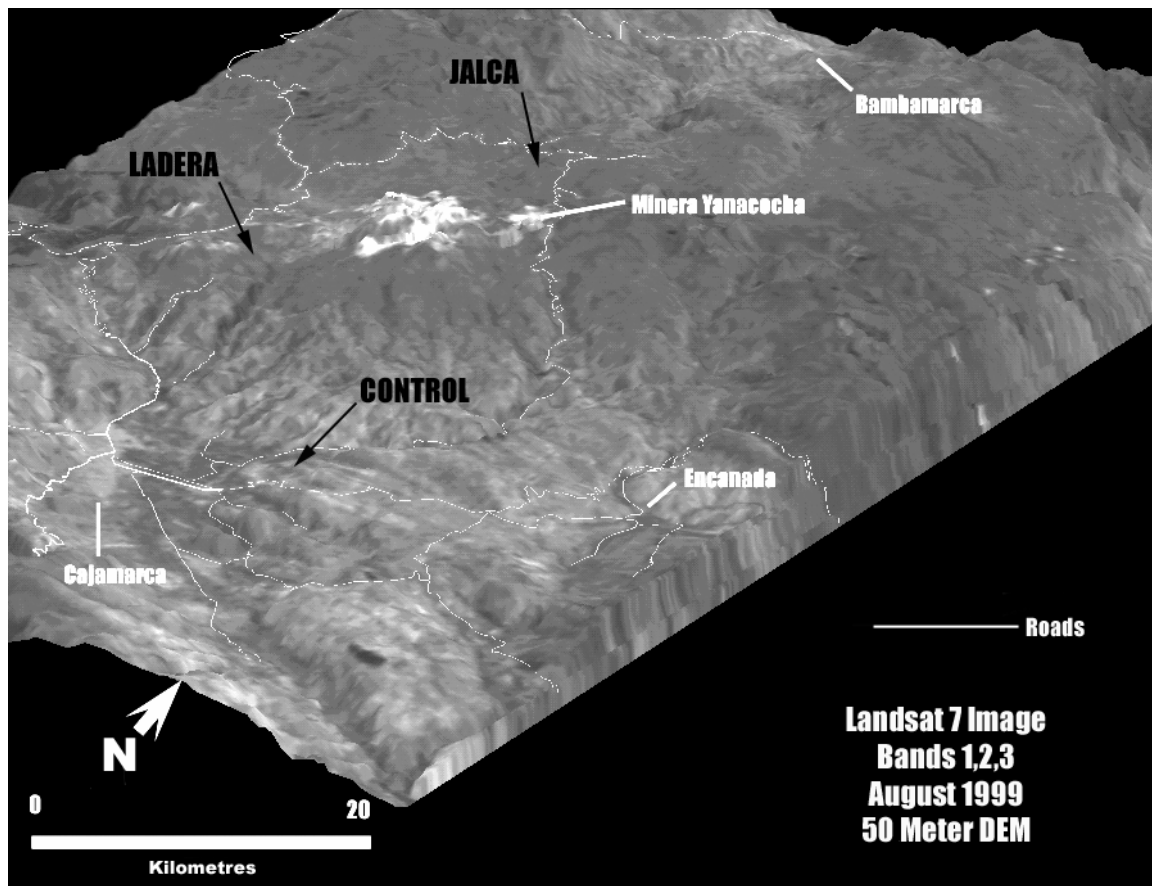 JALCA
Bambamarca
LADERA
Minera Yanacocha
CONTROL
Encanada
Cajamarca
Roads
N
Landsat 7 Image
Bands 1,2,3
August 1999
50 Meter DEM
0 20
Kilometres